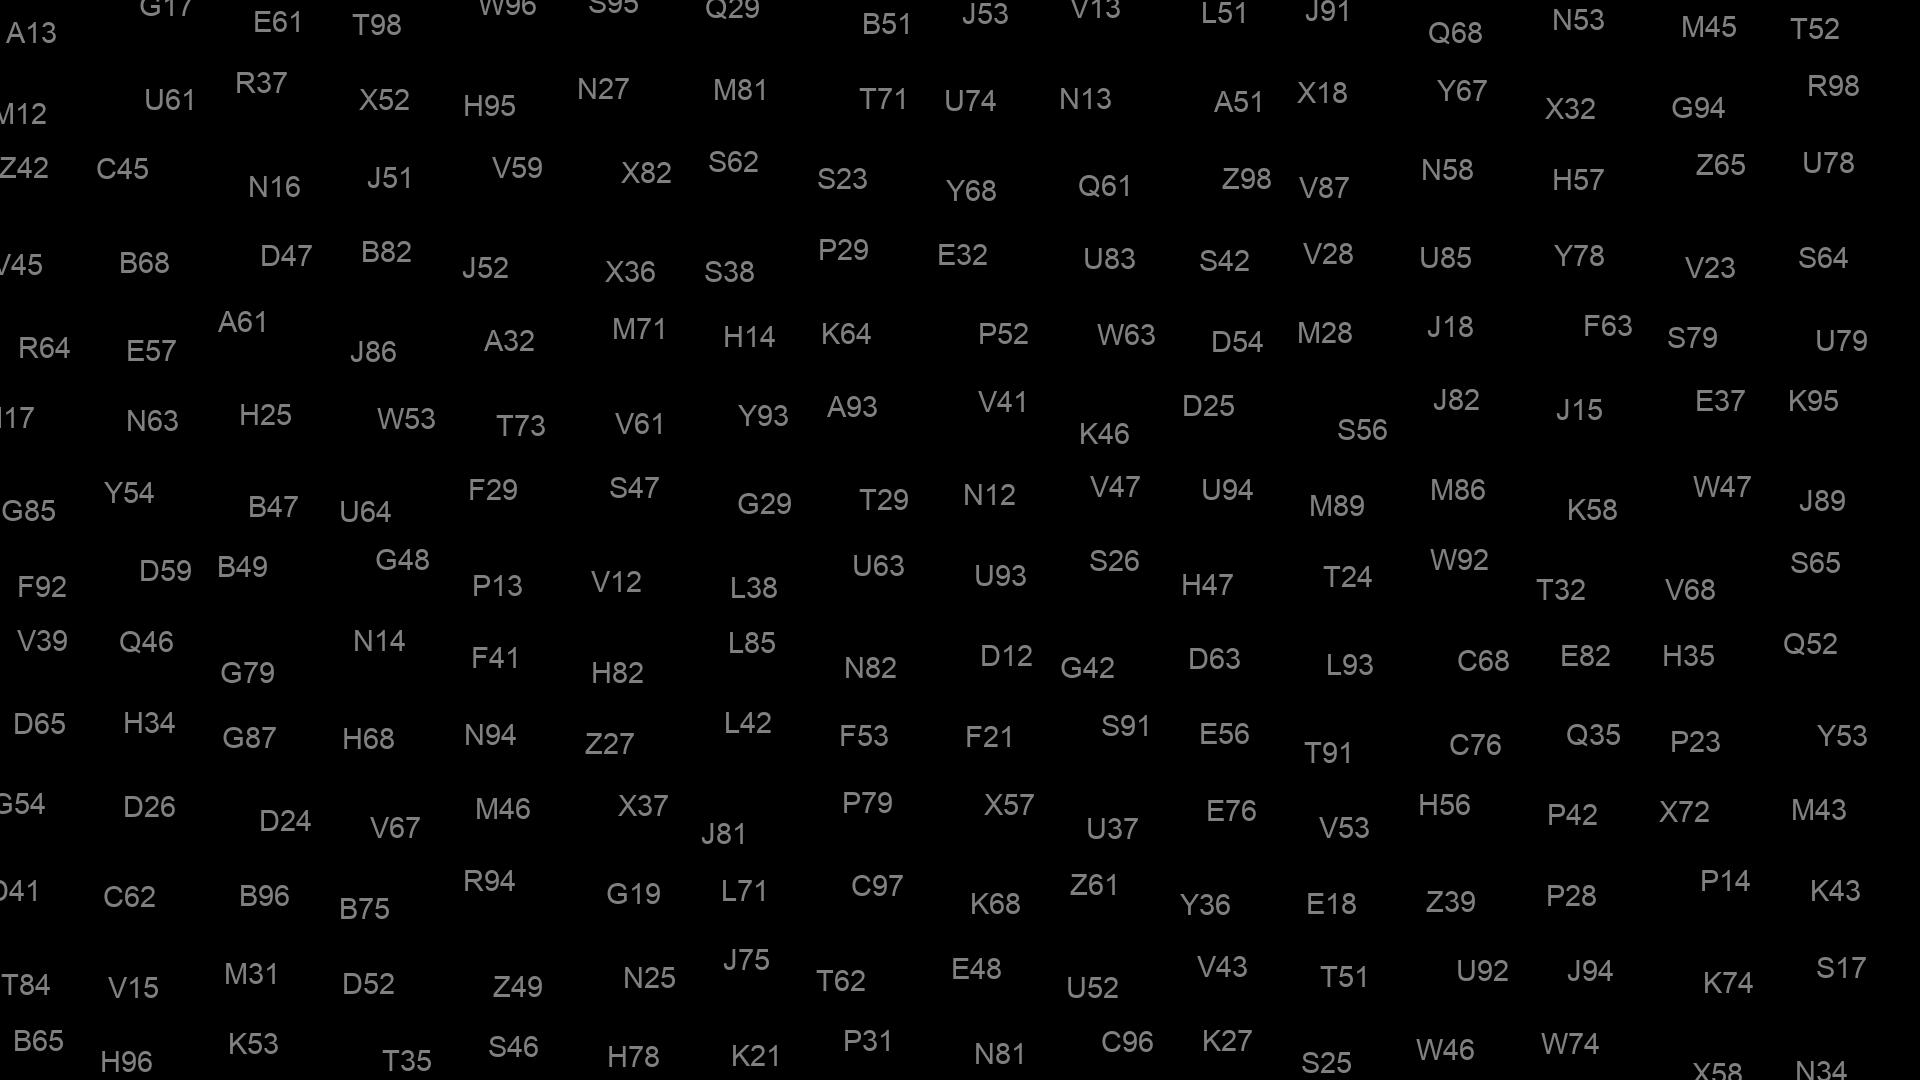 A13 G17 E61 T98 W96 S95 Q29 B51 J53 V13 L51 J91 Q68 N53 M45 T52
M12 U61 R37 X52 H95 N27 M81 T71 U74 N13 A51 X18 Y67 X32 G94 R98
Z42 C45 N16 J51 V59 X82 S62 S23 Y68 Q61 Z98 V87 N58 H57 Z65 U78
V45 B68 D47 B82 J52 X36 S38 P29 E32 U83 S42 V28 U85 Y78 V23 S64
R64 E57 A61 J86 A32 M71 H14 K64 P52 W63 D54 M28 J18 F63 S79 U79
N63 H25 W53 T73 V61 Y93 A93 V41 K46 D25 S56 J82 J15 E37 K95
G85 Y54 B47 U64 F29 S47 G29 T29 N12 V47 U94 M89 M86 K58 W47 J89
F92 D59 B49 G48 P13 V12 L38 U63 U93 S26 H47 T24 W92 T32 V68 S65
V39 Q46 G79 N14 F41 H82 L85 N82 D12 G42 D63 L93 C68 E82 H35 Q52
D65 H34 G87 H68 N94 Z27 L42 F53 F21 S91 E56 T91 C76 Q35 P23 Y53
G54 D26 D24 V67 M46 X37 J81 P79 X57 U37 E76 V53 H56 P42 X72 M43
C62 B96 B75 R94 G19 L71 C97 K68 Z61 Y36 E18 Z39 P28 P14 K43
T84 V15 M31 D52 Z49 N25 J75 T62 E48 U52 V43 T51 U92 J94 K74 S17
B65 H96 K53 T35 S46 H78 K21 P31 N81 C96 K27 S25 W46 W74 X58 N34